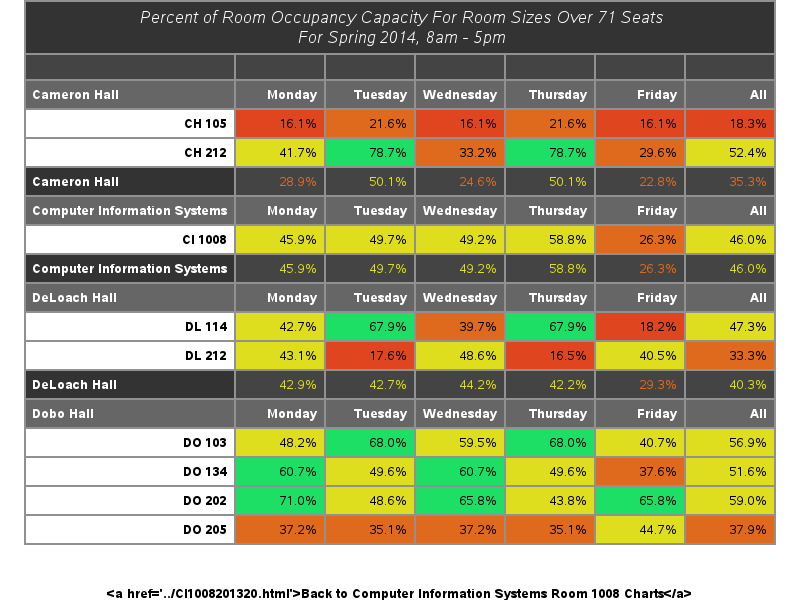 Percent of Room Occupancy Capacity For Room Sizes Over 71 Seats
For Spring 2014, 8am - 5pm
Cameron Hall Monday Tuesday Wednesday Thursday Friday All
CH 105 16.1% 21.6% 16.1% 21.6% 16.1% 18.3%
CH 212 41.7% 78.7% 33.2% 78.7% 29.6% 52.4%
Cameron Hall 28.9% 50.1% 24.6% 50.1% 22.8% 35.3%
Computer Information Systems Monday Tuesday Wednesday Thursday Friday All
CI 1008 45.9% 49.7% 49.2% 58.8% 26.3% 46.0%
Computer Information Systems 45.9% 49.7% 49.2% 58.8% 26.3% 46.0%
DeLoach Hall Monday Tuesday Wednesday Thursday Friday All
DL 114 42.7% 67.9% 39.7% 67.9% 18.2% 47.3%
DL 212 43.1% 17.6% 48.6% 16.5% 40.5% 33.3%
DeLoach Hall 42.9% 42.7% 44.2% 42.2% 29.3% 40.3%
Dobo Hall Monday Tuesday Wednesday Thursday Friday All
DO 103 48.2% 68.0% 59.5% 68.0% 40.7% 56.9%
DO 134 60.7% 49.6% 60.7% 49.6% 37.6% 51.6%
DO 202 71.0% 48.6% 65.8% 43.8% 65.8% 59.0%
DO 205 37.2% 35.1% 37.2% 35.1% 44.7% 37.9%
<a href='../CI1008201320.html'>Back to Computer Information Systems Room 1008 Charts</a>